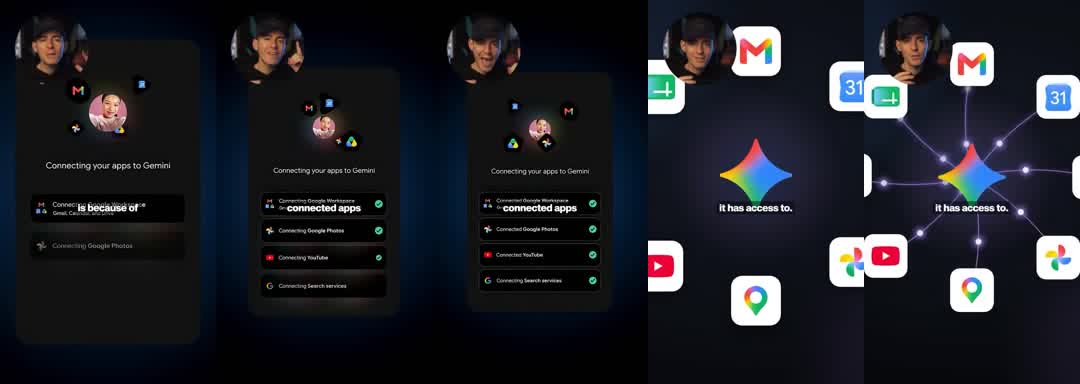 Connecting your apps to Gemini
Connecting Google Workspace
Gmail, Calendar, and Drive
is because of
Connecting Google Photos
Connecting your apps to Gemini
Connected Google Workspace
connected apps
Connecting Google Photos
Connecting YouTube
Connecting Search services
Connecting your apps to Gemini
Connected Google Workspace
connected apps
Connected Google Photos
Connected YouTube
Connecting Search services
31
it has access to.
31
it has access to.